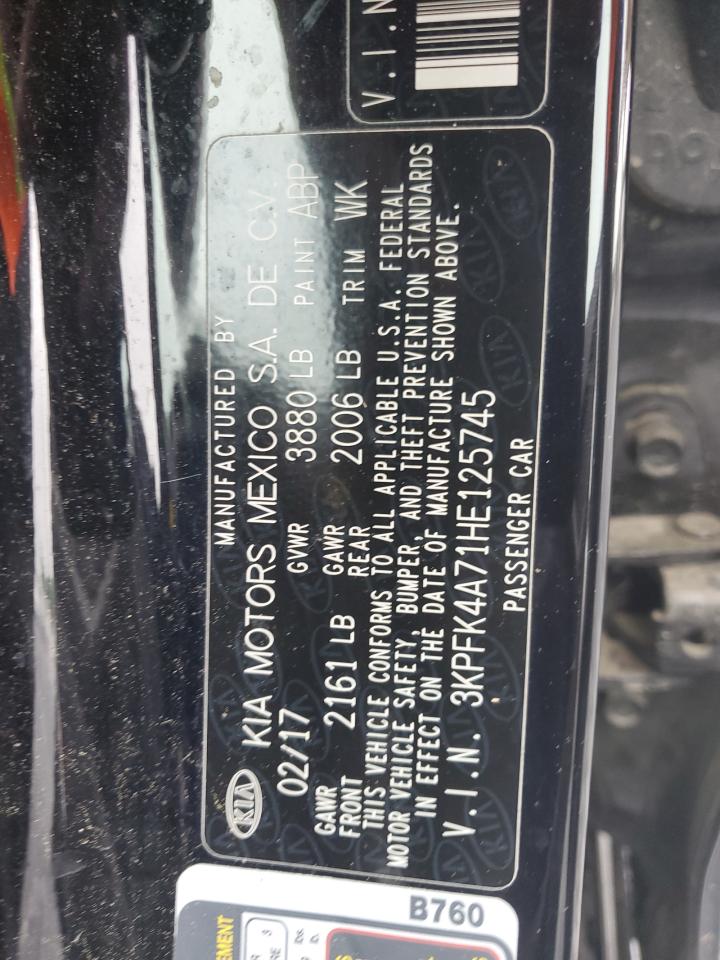 V.I.N
MANUFACTURED BY
KIA KIA MOTORS MEXICO S.A. DE C.V.
02/17 GVWR 3880 LB PAINT ABP
GAWR FRONT 2161 LB GAWR REAR 2006 LB TRIM WK
THIS VEHICLE CONFORMS TO ALL APPLICABLE U.S.A. FEDERAL
MOTOR VEHICLE SAFETY, BUMPER, AND THEFT PREVENTION STANDARDS
IN EFFECT ON THE DATE OF MANUFACTURE SHOWN ABOVE.
V.I.N. 3KPFK4A71HE125745
PASSENGER CAR
B760